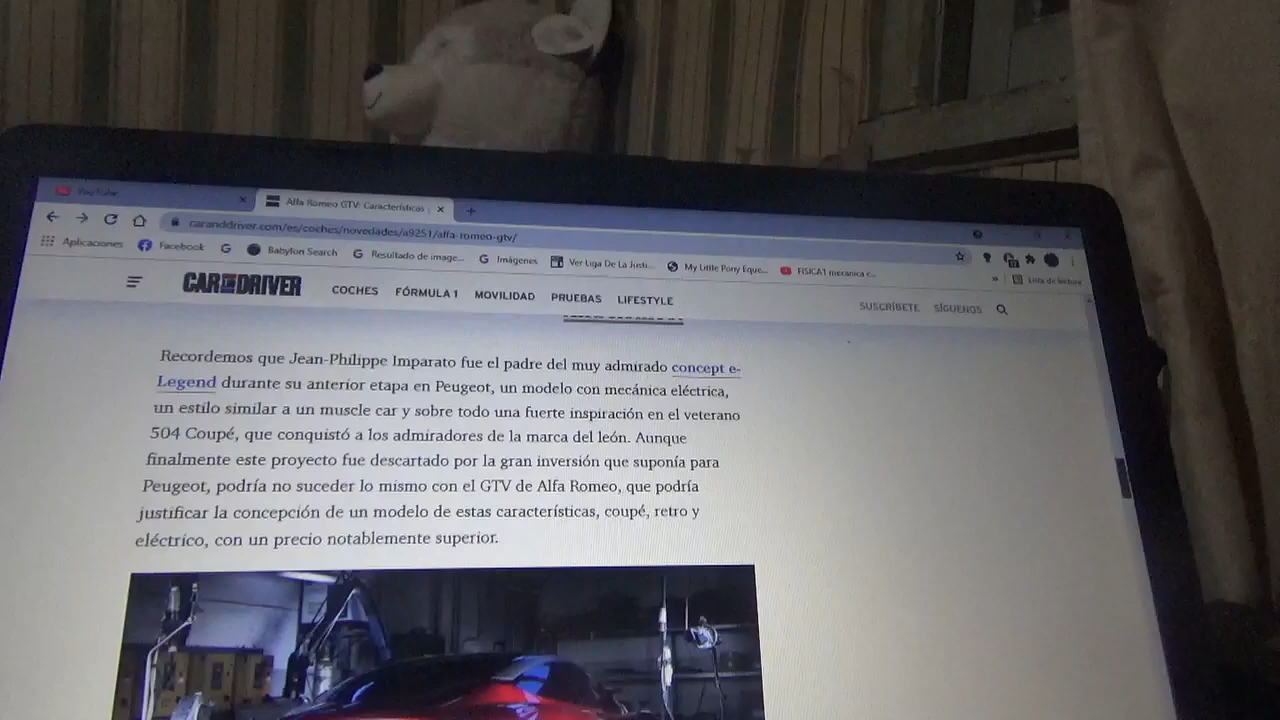 YouTube
Alfa Romeo GTV: Características
caranddriver.com/es/coches/novedades/a9251/alfa-romeo-gtv/
Aplicaciones Facebook Babylon Search Resultado de image... Imágenes Ver Liga De La Justi... My Little Pony Eque... FISICA1 mecanica c...
» Lista de lectura
CAR AND DRIVER COCHES FÓRMULA 1 MOVILIDAD PRUEBAS LIFESTYLE SUSCRÍBETE SÍGUENOS
Recordemos que Jean-Philippe Imparato fue el padre del muy admirado concept e-
Legend durante su anterior etapa en Peugeot, un modelo con mecánica eléctrica,
un estilo similar a un muscle car y sobre todo una fuerte inspiración en el veterano
504 Coupé, que conquistó a los admiradores de la marca del león. Aunque
finalmente este proyecto fue descartado por la gran inversión que suponía para
Peugeot, podría no suceder lo mismo con el GTV de Alfa Romeo, que podría
justificar la concepción de un modelo de estas características, coupé, retro y
eléctrico, con un precio notablemente superior.